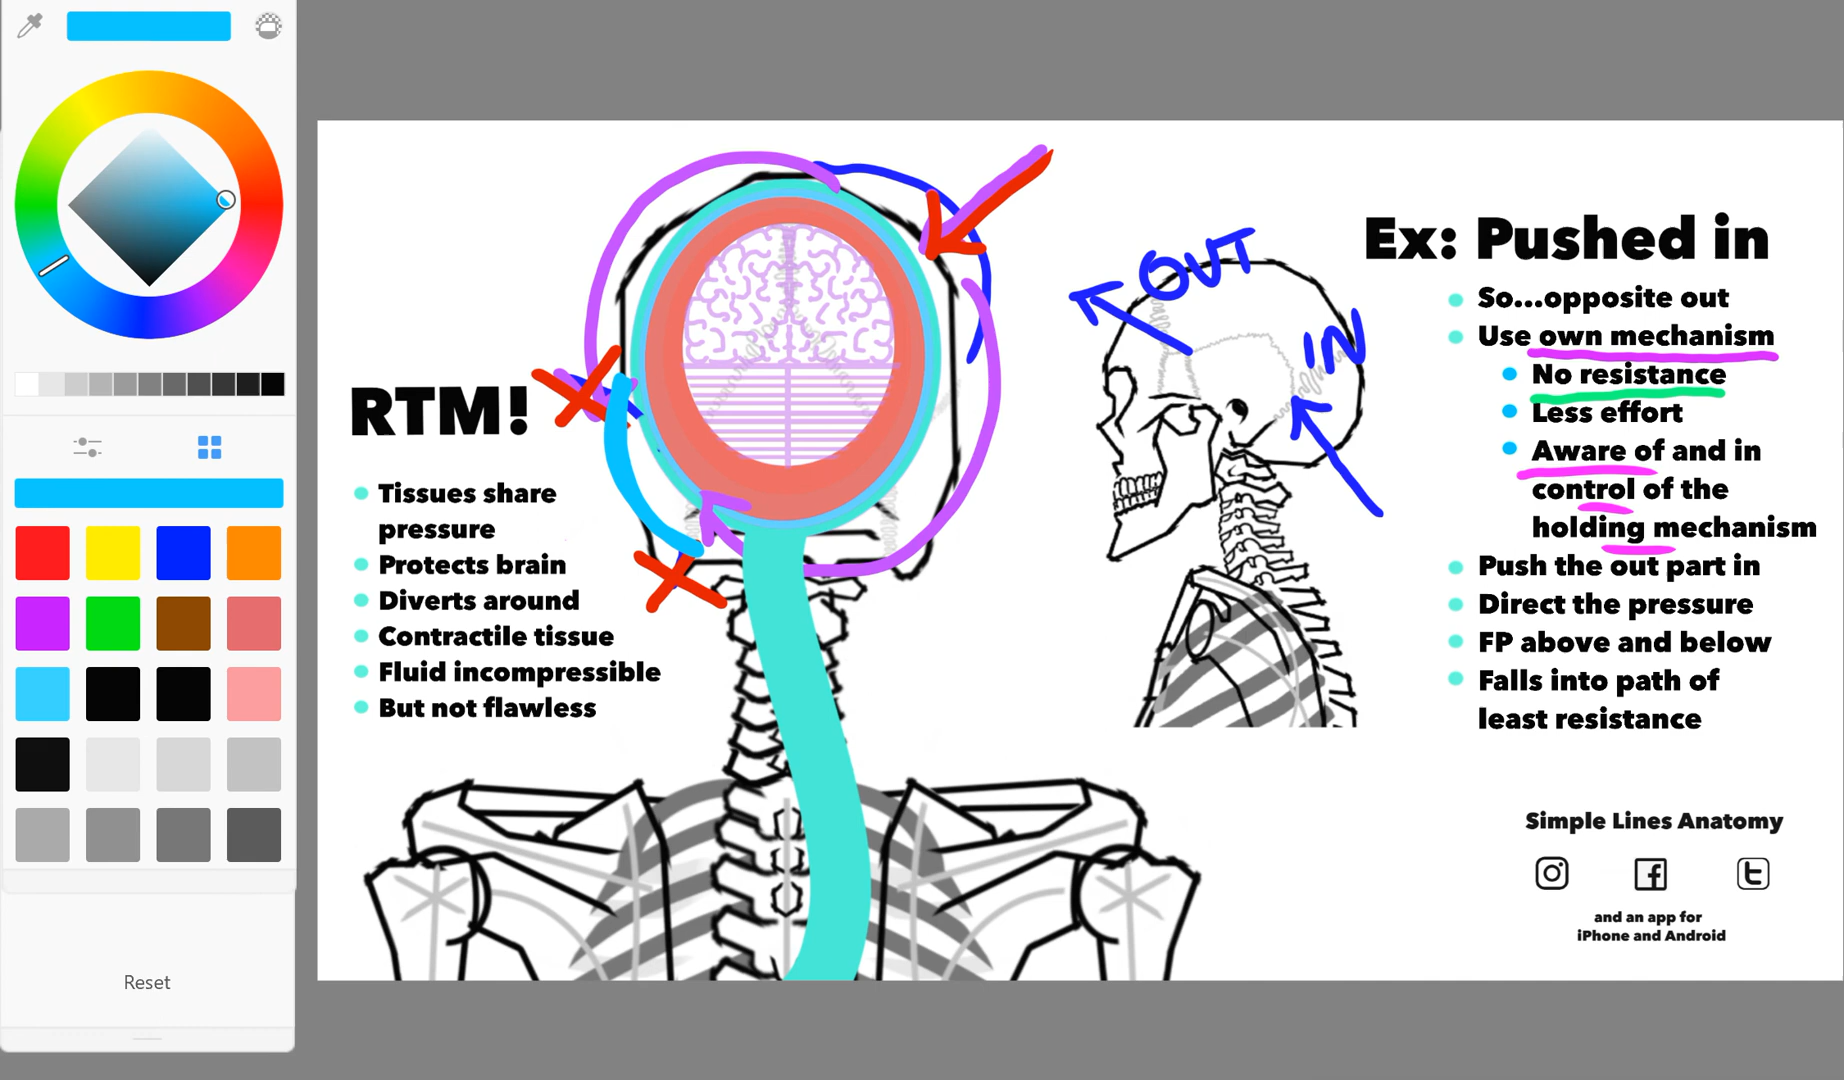 RTM!
Tissues share
pressure
Protects brain
Diverts around
Contractile tissue
Fluid incompressible
But not flawless
OUT
IN
Ex: Pushed in
So...opposite out
Use own mechanism
No resistance
Less effort
Aware of and in
control of the
holding mechanism
Push the out part in
Direct the pressure
FP above and below
Falls into path of
least resistance
Simple Lines Anatomy
and an app for
iPhone and Android
Reset